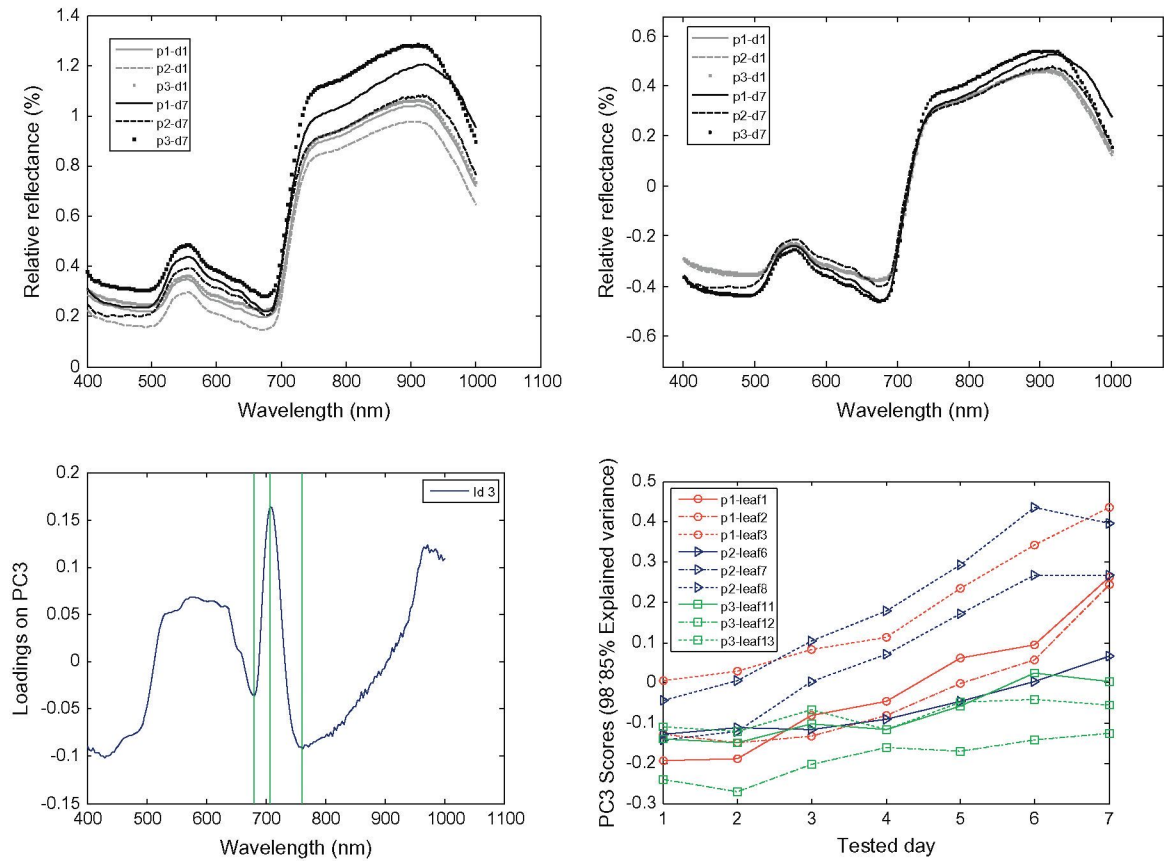 1.4
1.2
1
0.8
0.6
0.4
0.2
0
Relative reflectance (%)
p1-d1
p2-d1
p3-d1
p1-d7
p2-d7
p3-d7
400 500 600 700 800 900 1000 1100
Wavelength (nm)
0.6
0.4
0.2
0
-0.2
-0.4
-0.6
Relative reflectance (%)
p1-d1
p2-d1
p3-d1
p1-d7
p2-d7
p3-d7
400 500 600 700 800 900 1000
Wavelength (nm)
0.2
0.15
0.10
0.05
0
-0.05
-0.1
-0.15
Loadings on PC3
ld 3
400 500 600 700 800 900 1000 1100
Wavelength (nm)
0.5
0.4
0.3
0.2
0.1
0
-0.1
-0.2
-0.3
PC3 Scores (98´85% Explained variance)
p1-leaf1
p1-leaf2
p1-leaf3
p2-leaf6
p2-leaf7
p2-leaf8
p3-leaf11
p3-leaf12
p3-leaf13
1 2 3 4 5 6 7
Tested day